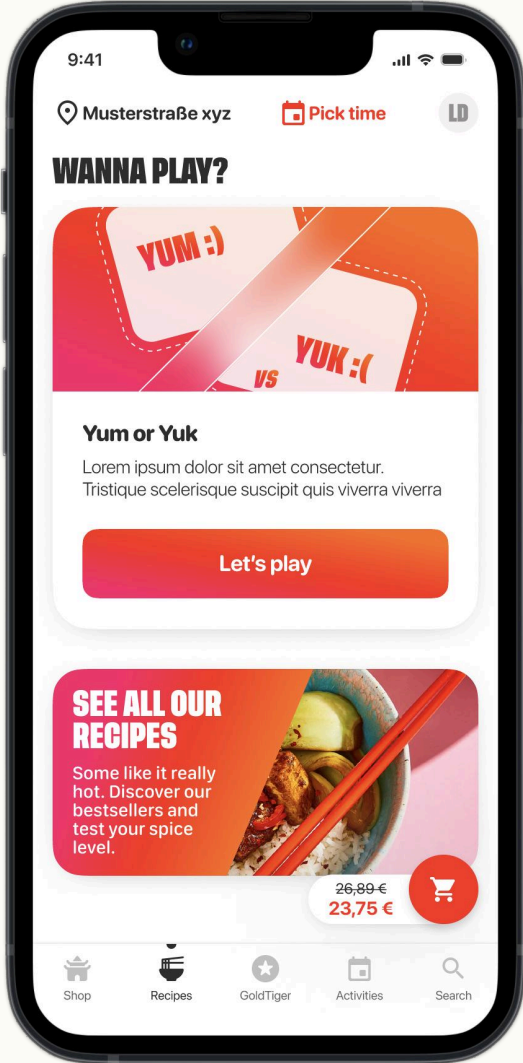 9:41
Musterstraße xyz
Pick time
LD
WANNA PLAY?
YUM :)
VS
YUK :(
Yum or Yuk
Lorem ipsum dolor sit amet consectetur.
Tristique scelerisque suscipit quis viverra viverra
Let's play
SEE ALL OUR
RECIPES
Some like it really
hot. Discover our
bestsellers and
test your spice
level.
26,89 €
23,75 €
Shop
Recipes
GoldTiger
Activities
Search